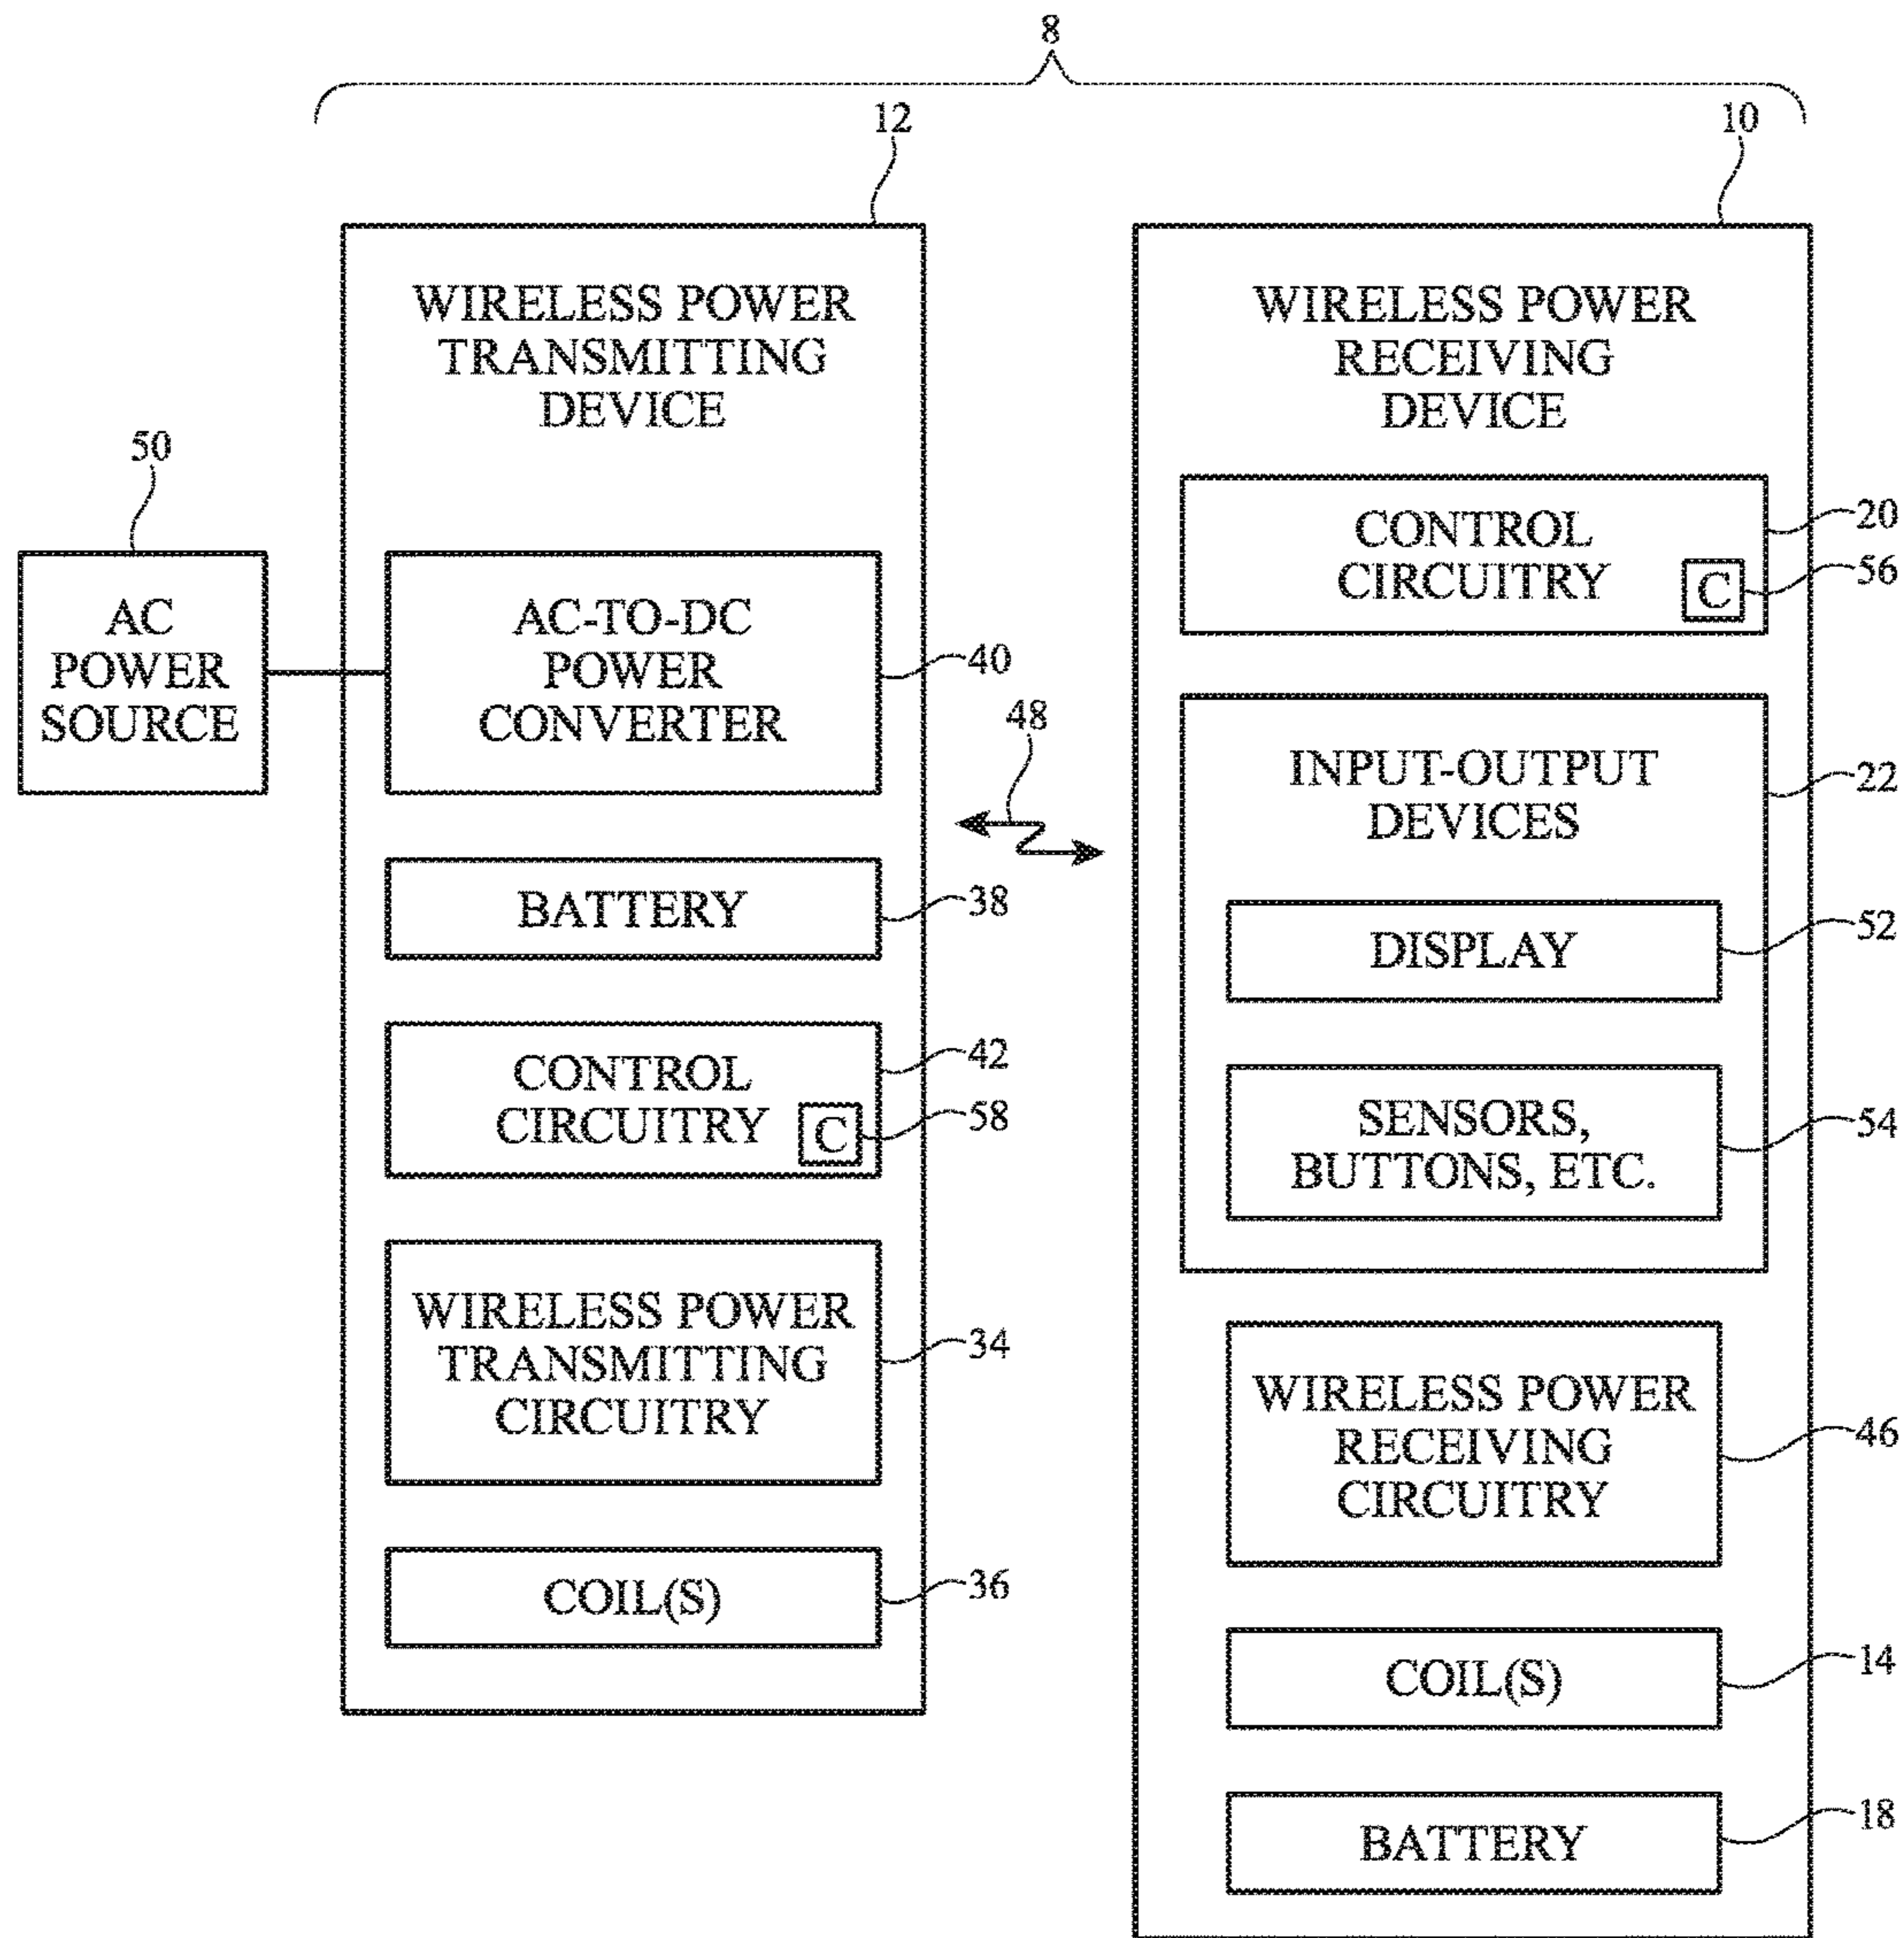 8
12
10
WIRELESS POWER
TRANSMITTING
DEVICE
50
AC
POWER
SOURCE
AC-TO-DC
POWER
CONVERTER
40
BATTERY
38
CONTROL
CIRCUITRY
42
C
58
WIRELESS POWER
TRANSMITTING
CIRCUITRY
34
COIL(S)
36
48
WIRELESS POWER
RECEIVING
DEVICE
CONTROL
CIRCUITRY
20
C
56
INPUT-OUTPUT
DEVICES
22
DISPLAY
52
SENSORS,
BUTTONS, ETC.
54
WIRELESS POWER
RECEIVING
CIRCUITRY
46
COIL(S)
14
BATTERY
18